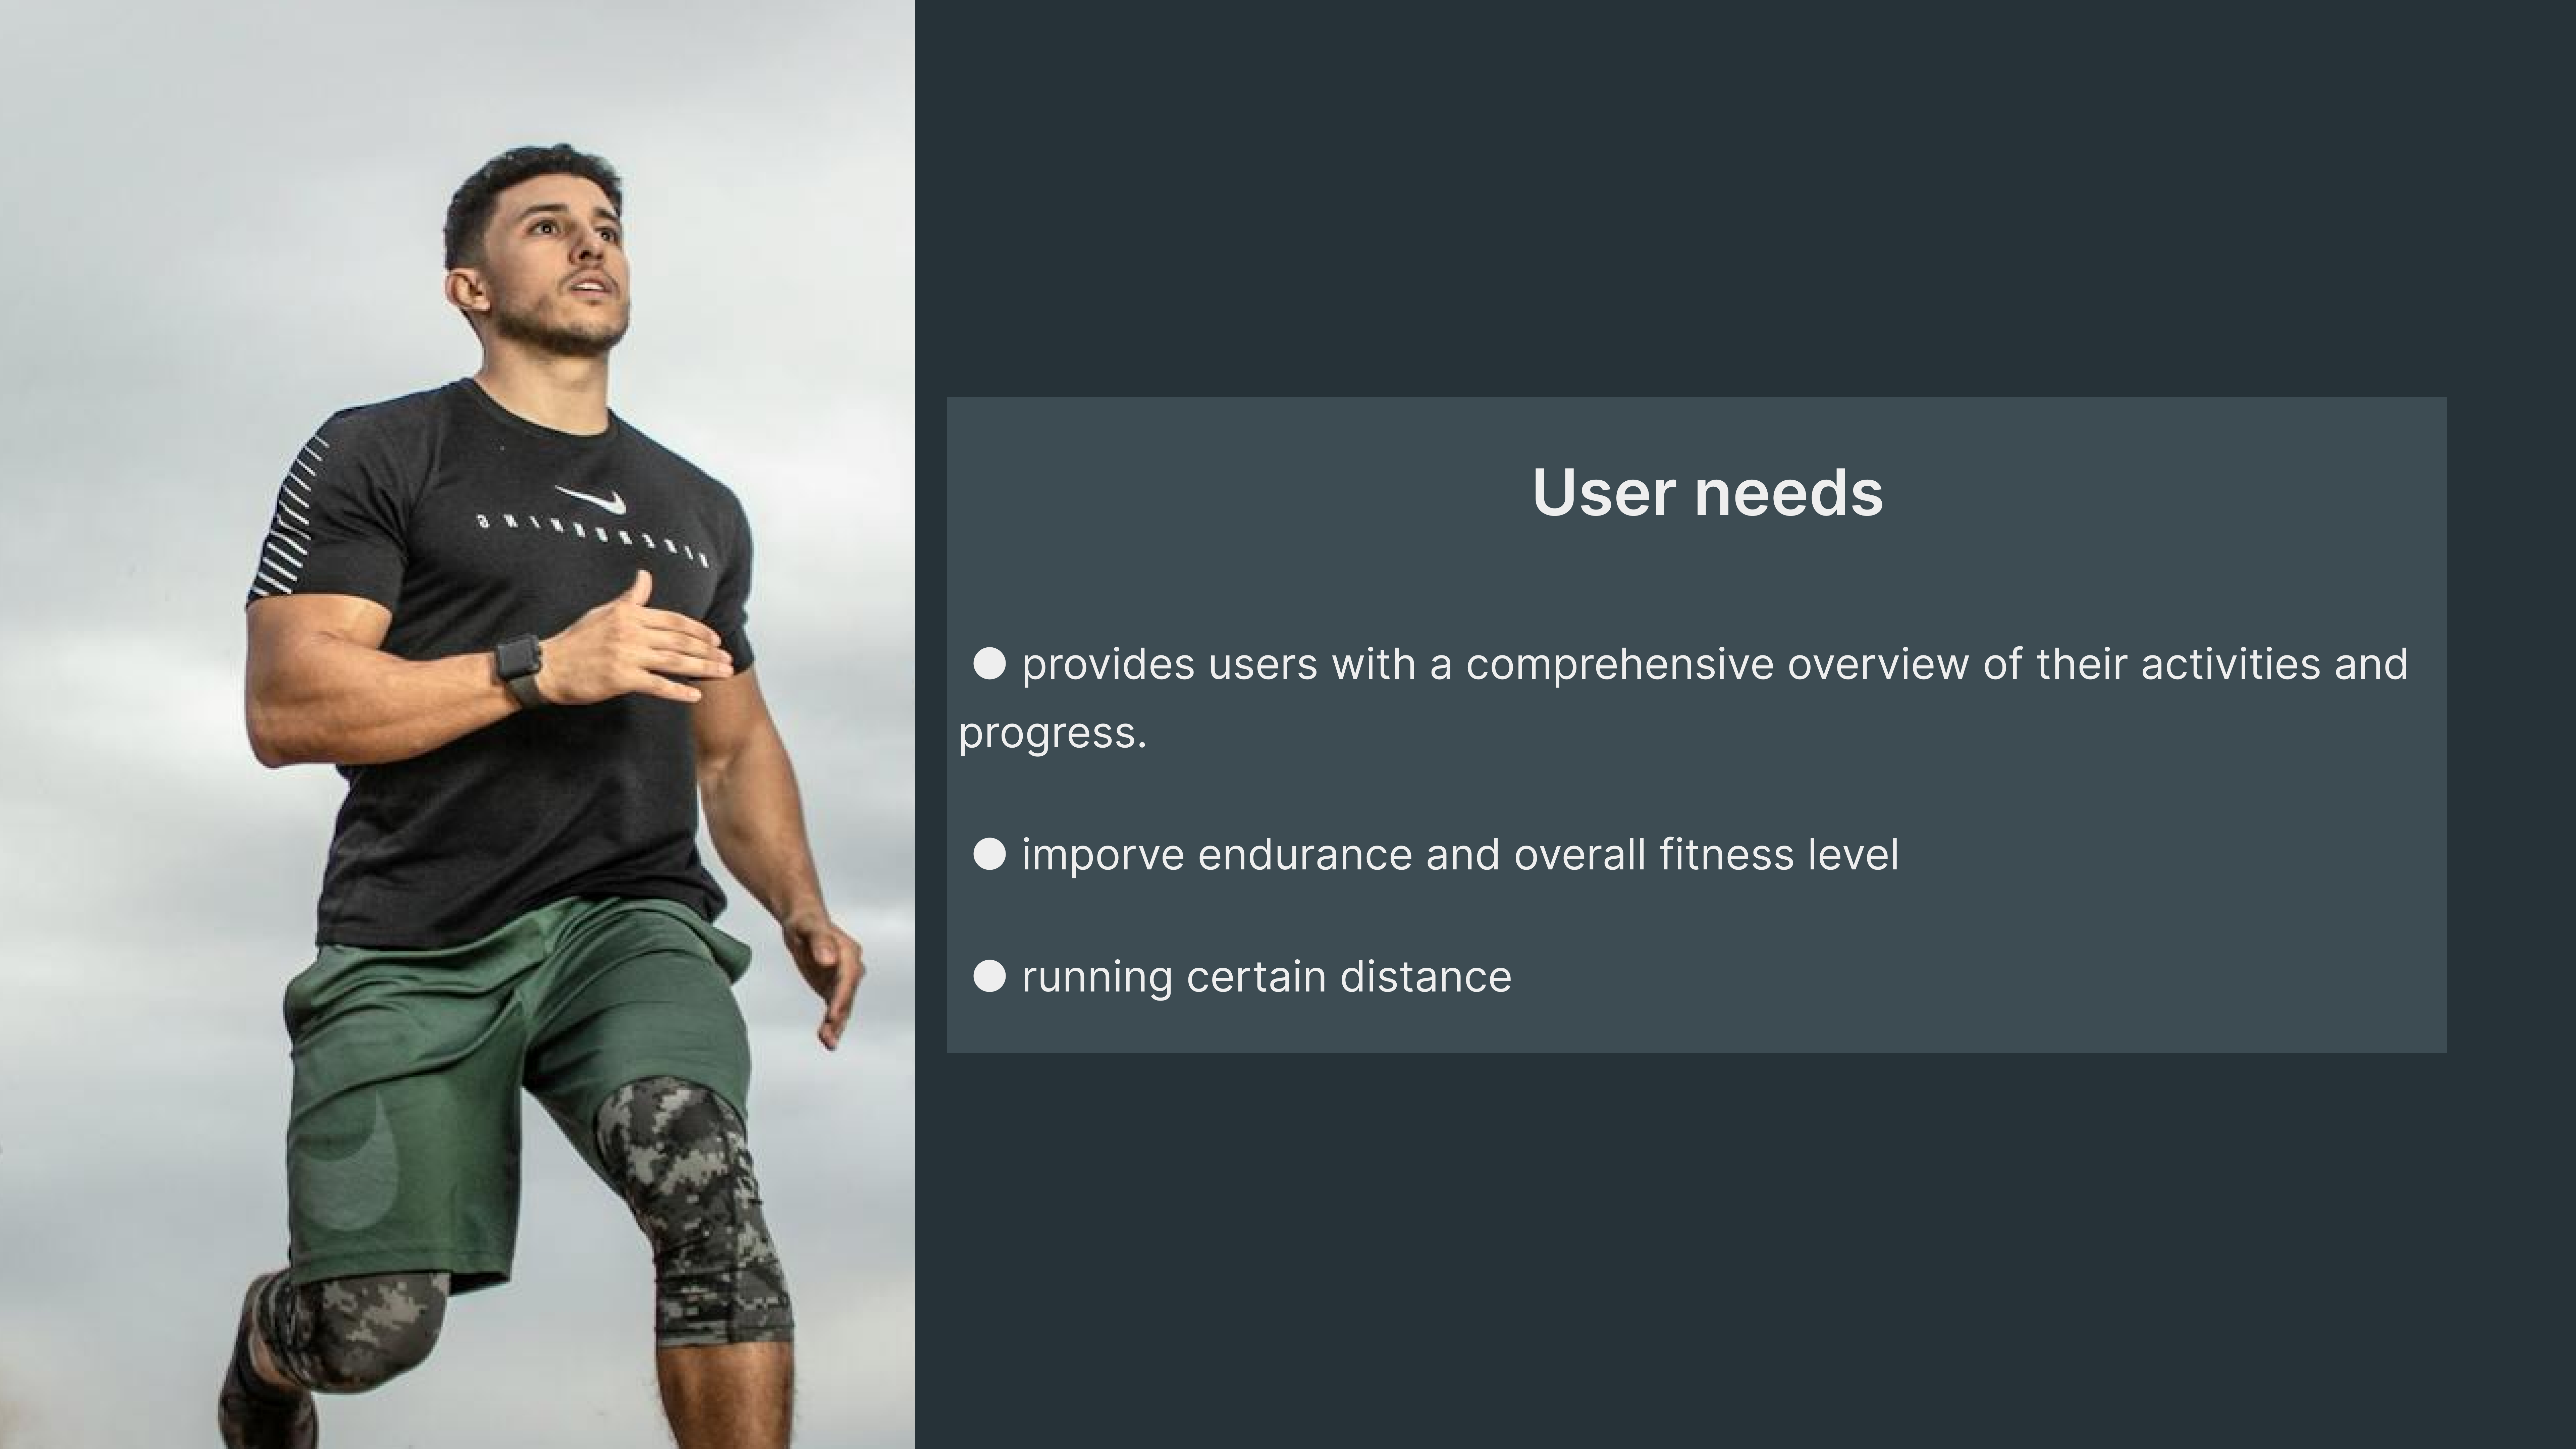 User needs
● provides users with a comprehensive overview of their activities and
progress.
● imporve endurance and overall fitness level
● running certain distance